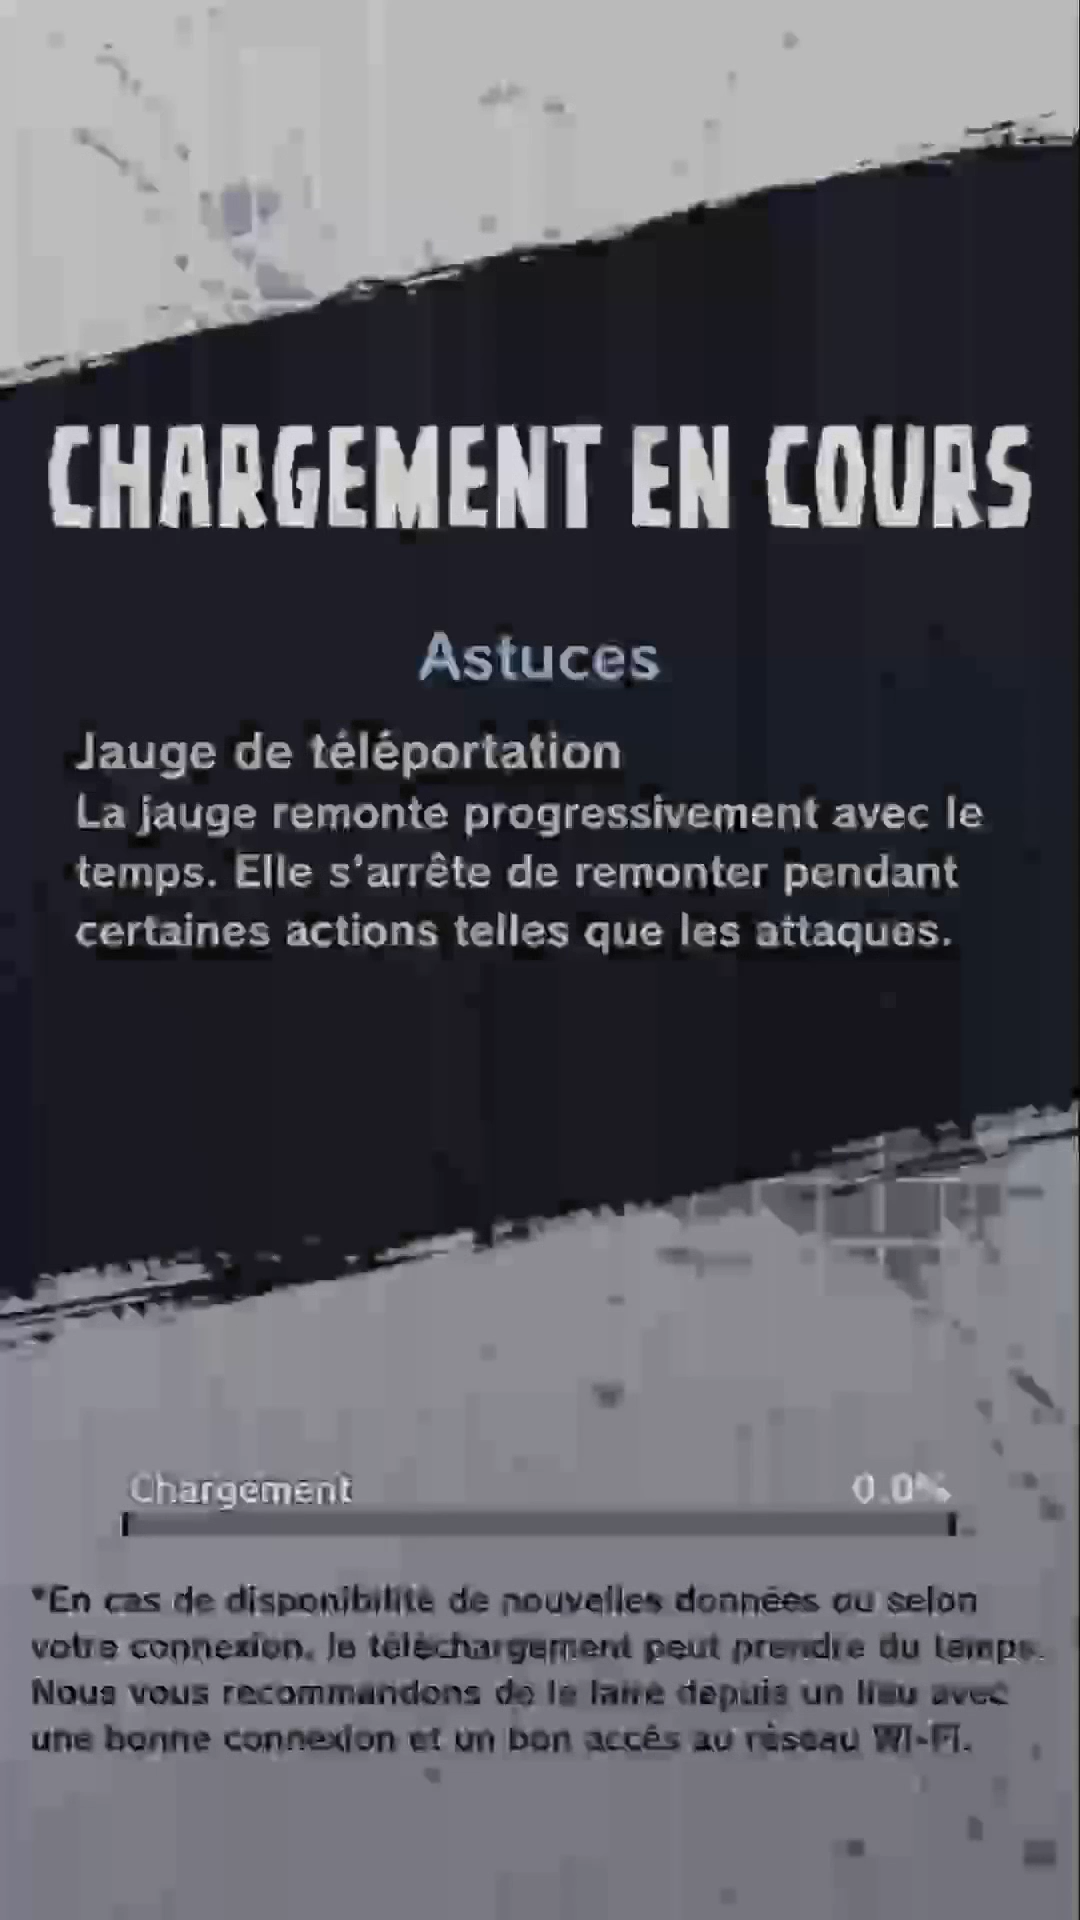 CHARGEMENT EN COURS
Astuces
Jauge de téléportation
La jauge remonte progressivement avec le
temps. Elle s'arrête de remonter pendant
certaines actions telles que les attaques.
Chargement 0.0%
*En cas de disponibilité de nouvelles données ou selon
votre connexion, le téléchargement peut prendre du temps.
Nous vous recommandons de le faire depuis un lieu avec
une bonne connexion et un bon accès au réseau Wi-Fi.